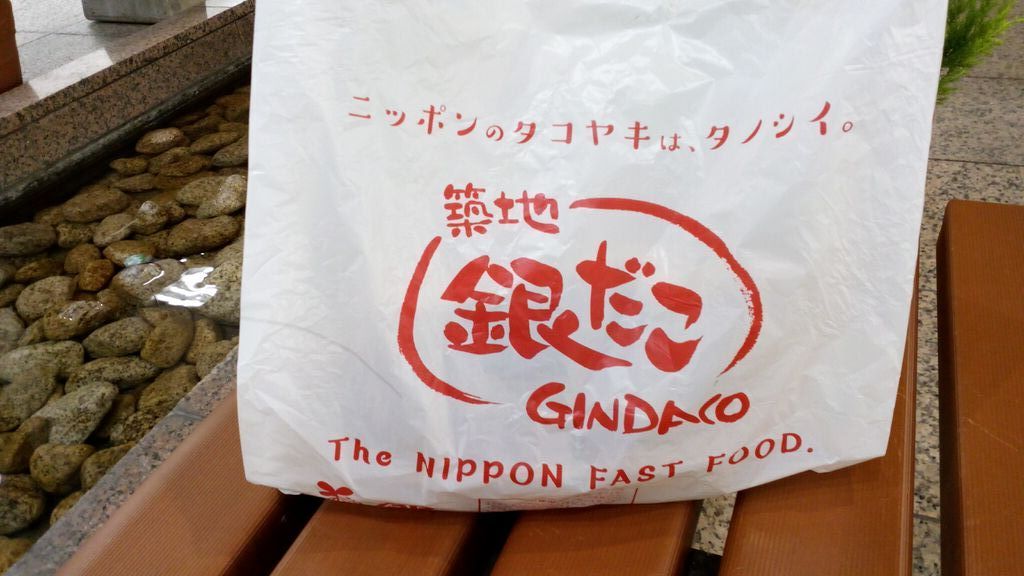 ニッポンのタコヤキは、タノシイ。
築地
銀だこ
GINDACO
The NIPPON FAST FOOD.